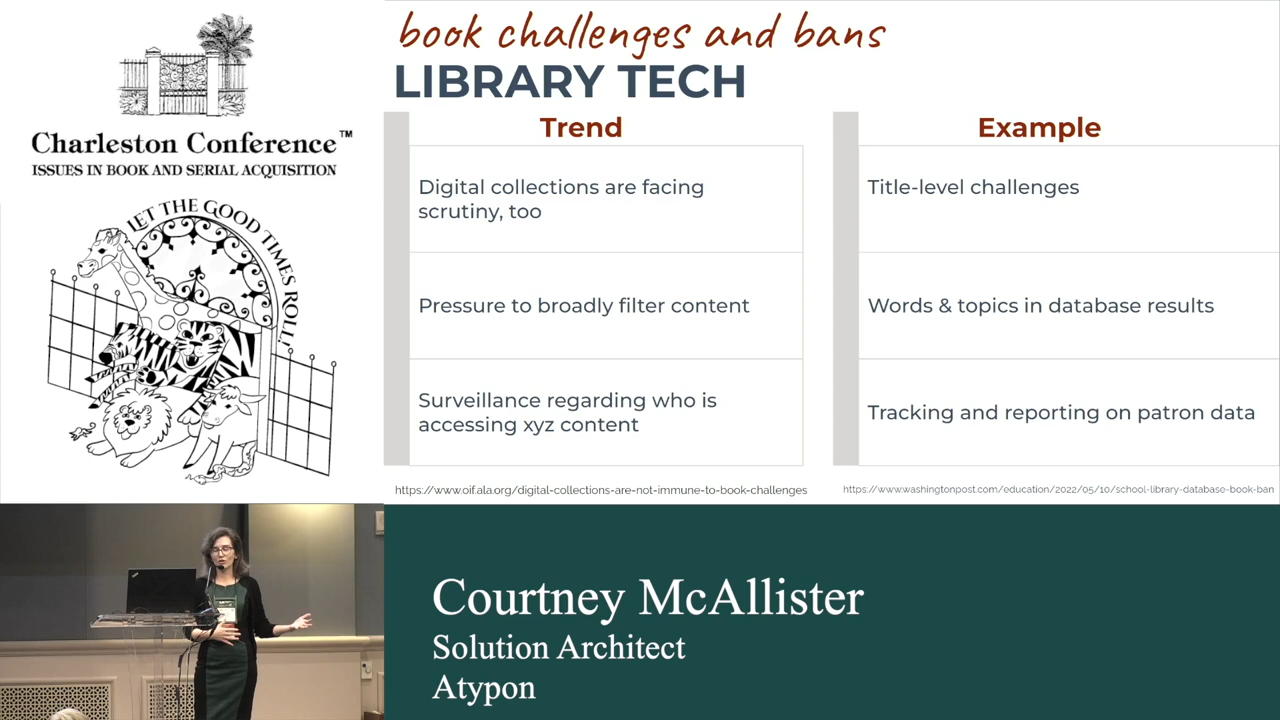 Charleston Conference™
ISSUES IN BOOK AND SERIAL ACQUISITION
LET THE GOOD TIMES ROLL!
book challenges and bans
LIBRARY TECH
Trend
Example
Digital collections are facing
scrutiny, too
Title-level challenges
Pressure to broadly filter content
Words & topics in database results
Surveillance regarding who is
accessing xyz content
Tracking and reporting on patron data
https://www.oif.ala.org/digital-collections-are-not-immune-to-book-challenges
https://www.washingtonpost.com/education/2022/05/10/school-library-database-book-ban
Courtney McAllister
Solution Architect
Atypon